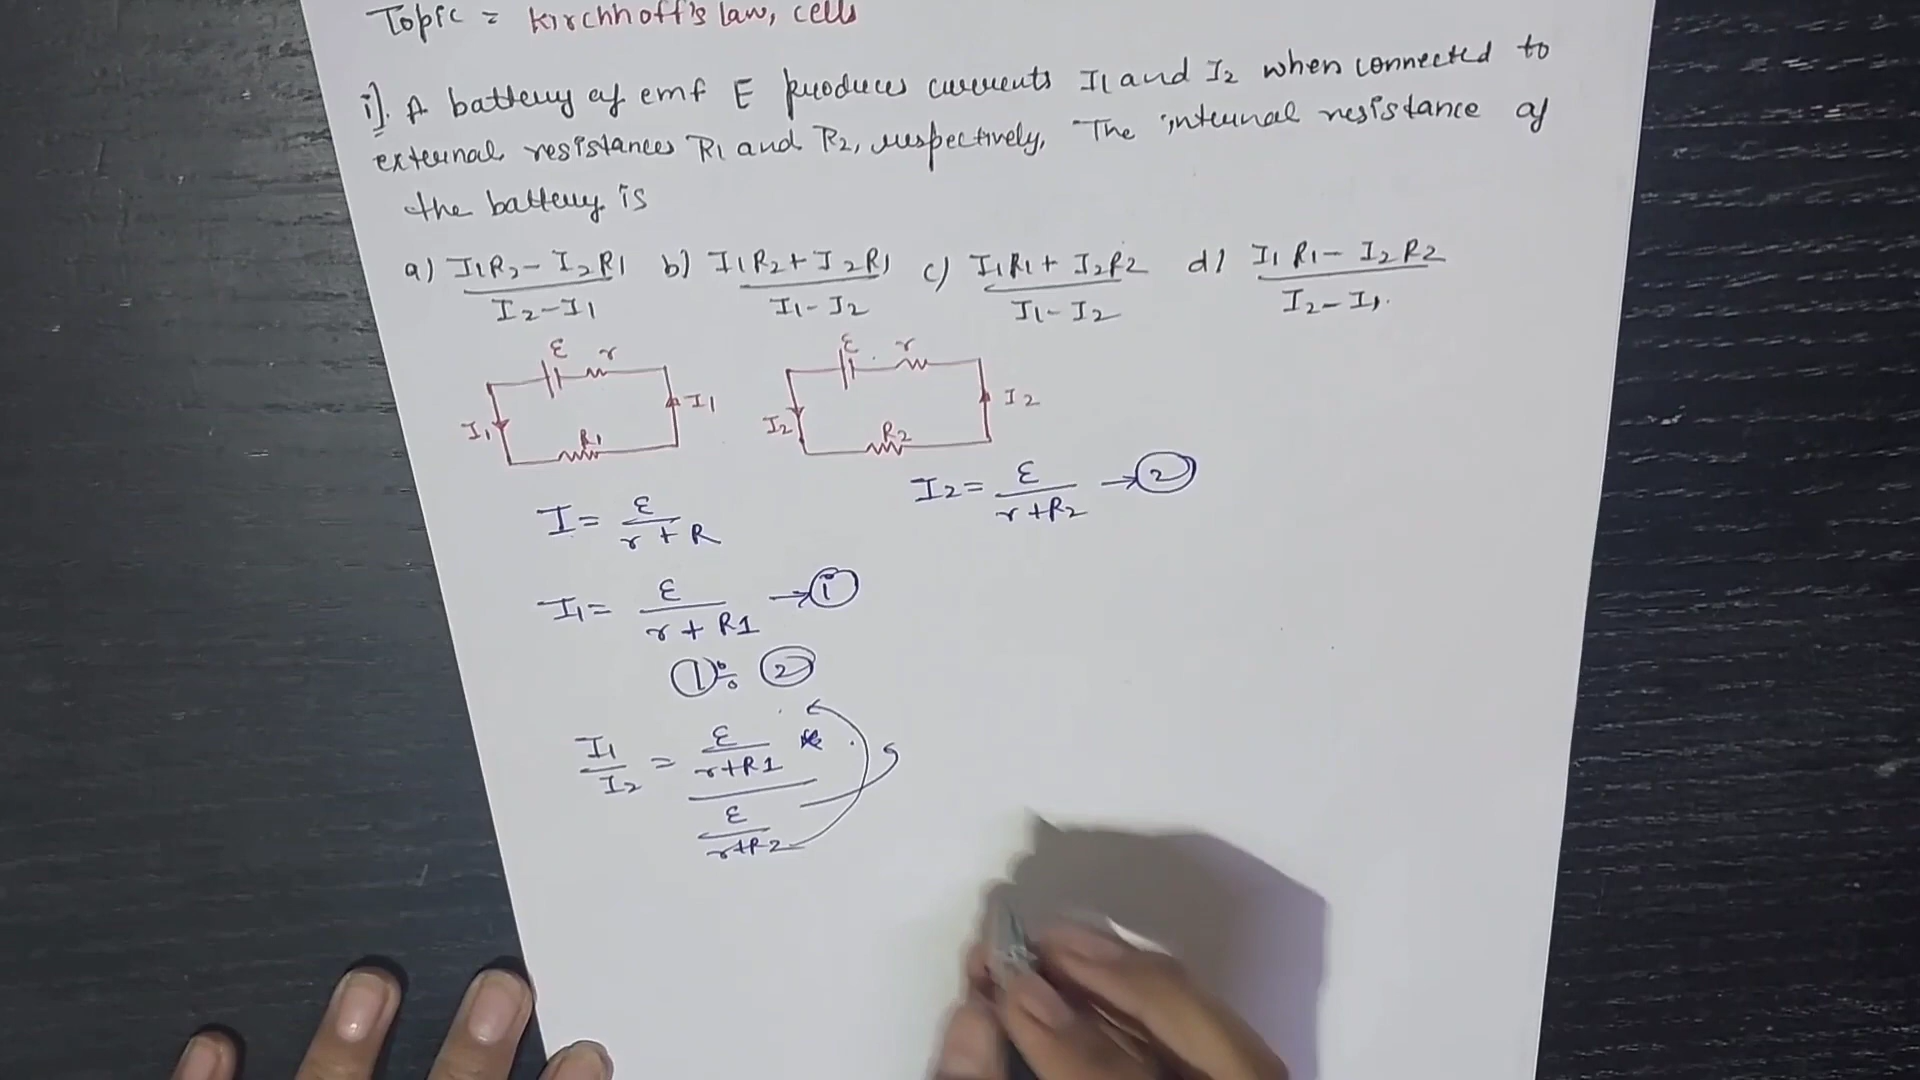 Topic = Kirchhoff's law, cells
i]. A battery of emf E produces currents I1 and I2 when connected to
external resistances R1 and R2, respectively, The internal resistance of
the battery is
a) I1R2 - I2R1 / I2 - I1 b) I1R2 + I2R1 / I1 - I2 c) I1R1 + I2R2 / I1 - I2 d) I1R1 - I2R2 / I2 - I1.
ε r
I1 I1
R1
ε r
I2 I2
R2
I = ε / r + R
I2 = ε / r + R2 → 2
I1 = ε / r + R1 → i
1 ÷ 2
I1 / I2 = ε / r+R1
ε / r+R2